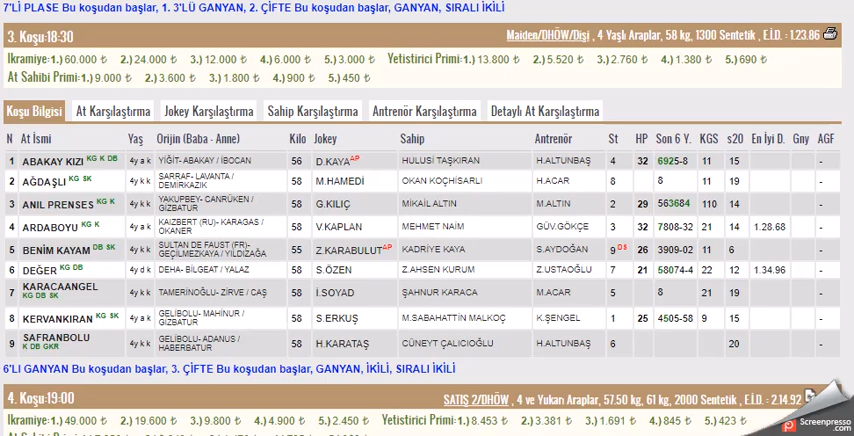 7'Lİ PLASE Bu koşudan başlar, 1. 3'LÜ GANYAN, 2. ÇİFTE Bu koşudan başlar, GANYAN, SIRALI İKİLİ
3. Koşu:18:30 Maiden/DHÖW/Dişi , 4 Yaşlı Araplar, 58 kg, 1300 Sentetik , E.İ.D. : 1.23.86
Ikramiye: 1.) 60.000 ₺ 2.) 24.000 ₺ 3.) 12.000 ₺ 4.) 6.000 ₺ 5.) 3.000 ₺ Yetistirici Primi: 1.) 13.800 ₺ 2.) 5.520 ₺ 3.) 2.760 ₺ 4.) 1.380 ₺ 5.) 690 ₺
At Sahibi Primi: 1.) 9.000 ₺ 2.) 3.600 ₺ 3.) 1.800 ₺ 4.) 900 ₺ 5.) 450 ₺
Koşu Bilgisi At Karşılaştırma Jokey Karşılaştırma Sahip Karşılaştırma Antrenör Karşılaştırma Detaylı At Karşılaştırma
N At İsmi Yaş Orijin (Baba - Anne) Kilo Jokey Sahip Antrenör St HP Son 6 Y. KGS s20 En İyi D. Gny AGF
1 ABAKAY KIZI KG K DB 4y a k YİĞİT- ABAKAY / İBOCAN 56 D.KAYA AP HULUSİ TAŞKIRAN H.ALTUNBAŞ 4 32 6925-8 11 15 -
2 AĞDAŞLI KG SK 4y k k SARRAF- LAVANTA / DEMİRKAZIK 58 M.HAMEDİ OKAN KOÇHİSARLI H.ACAR 8 8 11 19 -
3 ANIL PRENSES KG K 4y k k YAKUPBEY- CANRÜKEN / GİZBATUR 58 G.KILIÇ MİKAİL ALTIN M.ALTIN 2 29 563684 110 14 -
4 ARDABOYU KG K 4y a k KAIZBERT (RU)- KARAGAS / OKANER 58 V.KAPLAN MEHMET NAİM GÜV.GÖKÇE 3 32 7808-32 21 14 1.28.68 -
5 BENİM KAYAM DB SK 4y k k SULTAN DE FAUST (FR)- GEÇİLMEZKAYA / YILDIZAĞA 55 Z.KARABULUT AP KADRİYE KAYA S.AYDOĞAN 9 DS 26 3909-02 11 6 -
6 DEĞER KG DB 4y d k DEHA- BİLGEAT / YALAZ 58 S.ÖZEN Z.AHSEN KURUM Z.USTAOĞLU 7 21 58074-4 22 12 1.34.96 -
7 KARACAANGEL KG DB SK 4y k k TAMERİNOĞLU- ZİRVE / CAŞ 58 İ.SOYAD ŞAHNUR KARACA M.ACAR 5 8 21 19 -
8 KERVANKIRAN KG SK 4y a k GELİBOLU- MAHİNUR / GİZBATUR 58 S.ERKUŞ M.SABAHATTİN MALKOÇ K.ŞENGEL 1 25 4505-58 9 15 -
9 SAFRANBOLU K DB GKR 4y k k GELİBOLU- ADANUS / HABERBATUR 58 H.KARATAŞ CÜNEYT ÇALICIOĞLU H.ALTUNBAŞ 6 20 -
6'LI GANYAN Bu koşudan başlar, 3. ÇİFTE Bu koşudan başlar, GANYAN, İKİLİ, SIRALI İKİLİ
4. Koşu:19:00 SATIŞ 2/DHÖW , 4 ve Yukarı Araplar, 57.50 kg, 61 kg, 2000 Sentetik , E.İ.D. : 2.14.92
Ikramiye: 1.) 49.000 ₺ 2.) 19.600 ₺ 3.) 9.800 ₺ 4.) 4.900 ₺ 5.) 2.450 ₺ Yetistirici Primi: 1.) 8.453 ₺ 2.) 3.381 ₺ 3.) 1.691 ₺ 4.) 845 ₺ 5.) 423 ₺
Screenpresso.com